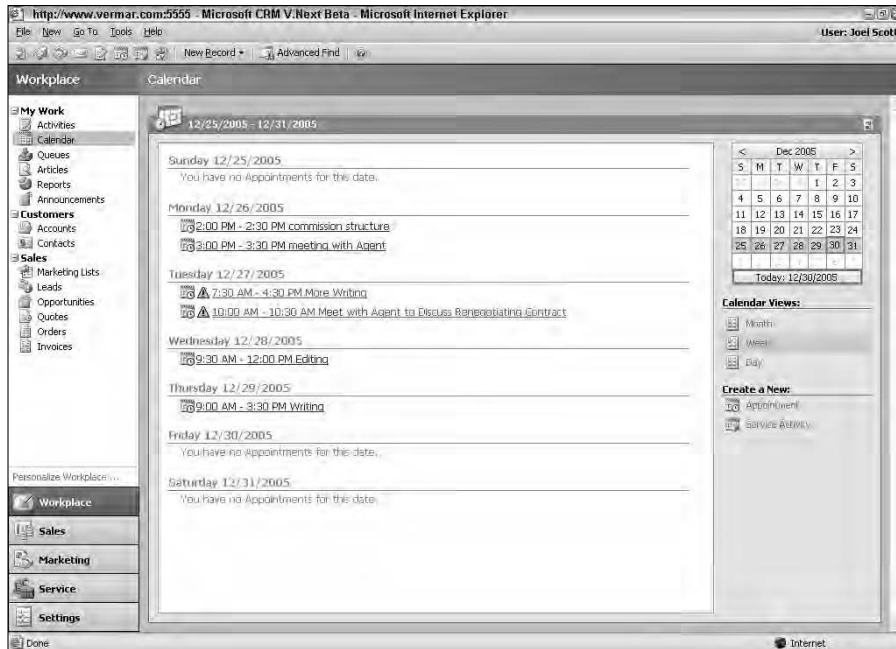 http://www.vermar.com:5555 - Microsoft CRM V.Next Beta - Microsoft Internet Explorer
File New Go To Tools Help
User: Joel Scott
New Record Advanced Find
Workplace
Calendar
My Work
Activities
Calendar
Queues
Articles
Reports
Announcements
Customers
Accounts
Contacts
Sales
Marketing Lists
Leads
Opportunities
Quotes
Orders
Invoices
Personalize Workplace ...
Workplace
Sales
Marketing
Service
Settings
12/25/2005 - 12/31/2005
Sunday 12/25/2005
You have no Appointments for this date.
Monday 12/26/2005
2:00 PM - 2:30 PM commission structure
3:00 PM - 3:30 PM meeting with Agent
Tuesday 12/27/2005
7:30 AM - 4:30 PM More Writing
10:00 AM - 10:30 AM Meet with Agent to Discuss Renegotiating Contract
Wednesday 12/28/2005
9:30 AM - 12:00 PM Editing
Thursday 12/29/2005
9:00 AM - 3:30 PM Writing
Friday 12/30/2005
You have no Appointments for this date.
Saturday 12/31/2005
You have no Appointments for this date.
< Dec 2005 >
S M T W T F S
1 2 3
4 5 6 7 8 9 10
11 12 13 14 15 16 17
18 19 20 21 22 23 24
25 26 27 28 29 30 31
Today: 12/30/2005
Calendar Views:
Month
Week
Day
Create a New:
Appointment
Service Activity
Done
Internet